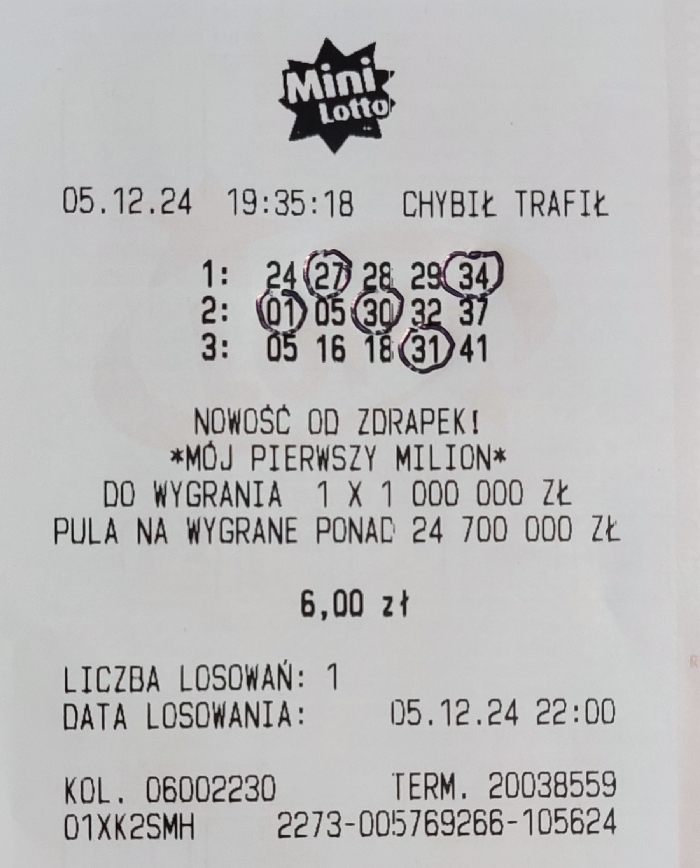 Mini
Lotto
05.12.24 19:35:18 CHYBIŁ TRAFIŁ
1: 24 27 28 29 34
2: 01 05 30 32 37
3: 05 16 18 31 41
NOWOŚĆ OD ZDRAPEK!
*MÓJ PIERWSZY MILION*
DO WYGRANIA 1 X 1 000 000 ZŁ
PULA NA WYGRANE PONAD 24 700 000 ZŁ
6,00 zł
LICZBA LOSOWAŃ: 1
DATA LOSOWANIA: 05.12.24 22:00
KOL. 06002230 TERM. 20038559
01XK2SMH 2273-005769266-105624